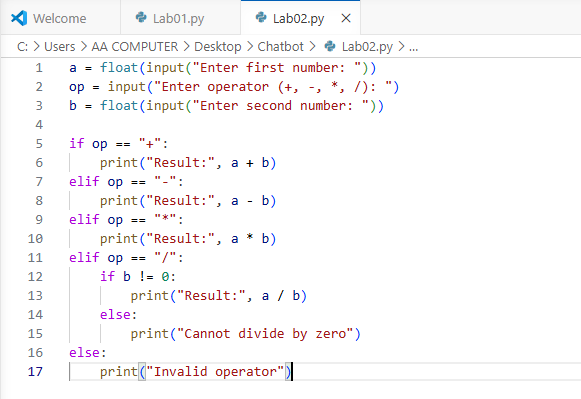 Welcome Lab01.py Lab02.py ×
C: > Users > AA COMPUTER > Desktop > Chatbot > Lab02.py > ...
1 a = float(input("Enter first number: "))
2 op = input("Enter operator (+, -, *, /): ")
3 b = float(input("Enter second number: "))
4
5 if op == "+":
6     print("Result:", a + b)
7 elif op == "-":
8     print("Result:", a - b)
9 elif op == "*":
10     print("Result:", a * b)
11 elif op == "/":
12     if b != 0:
13         print("Result:", a / b)
14     else:
15         print("Cannot divide by zero")
16 else:
17     print("Invalid operator")